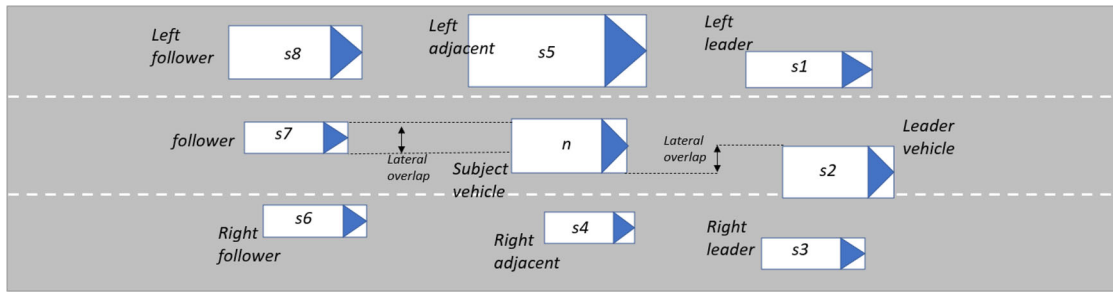 Left
follower
s8
Left
adjacent
s5
Left
leader
s1
follower
s7
Lateral
overlap
Subject
vehicle
n
Lateral
overlap
s2
Leader
vehicle
Right
follower
s6
Right
adjacent
s4
Right
leader
s3